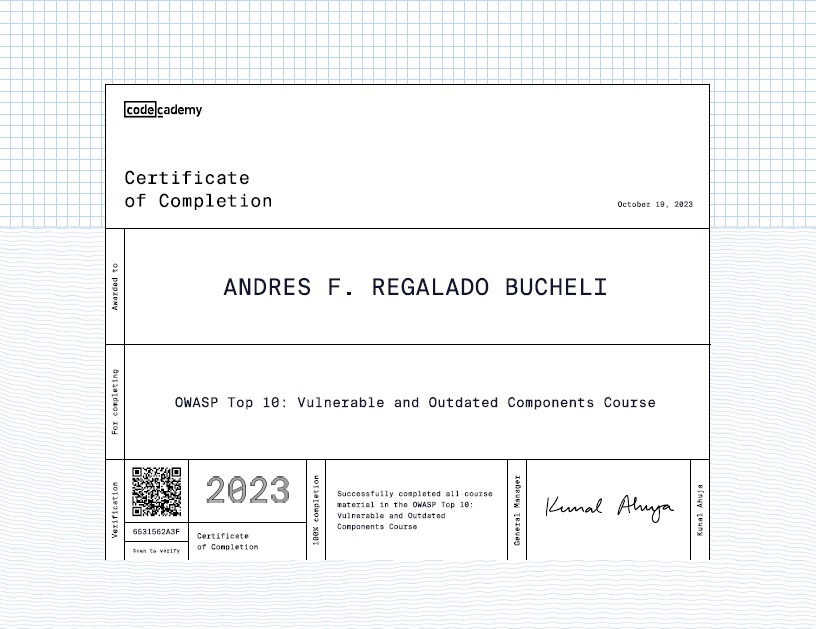 codecademy
Certificate
of Completion
October 19, 2023
Awarded to
ANDRES F. REGALADO BUCHELI
For completing
OWASP Top 10: Vulnerable and Outdated Components Course
Verification
6531562A3F
Scan to verify
2023
Certificate
of Completion
100% completion
Successfully completed all course
material in the OWASP Top 10:
Vulnerable and Outdated
Components Course
General Manager
Kunal Ahuja
Kunal Ahuja